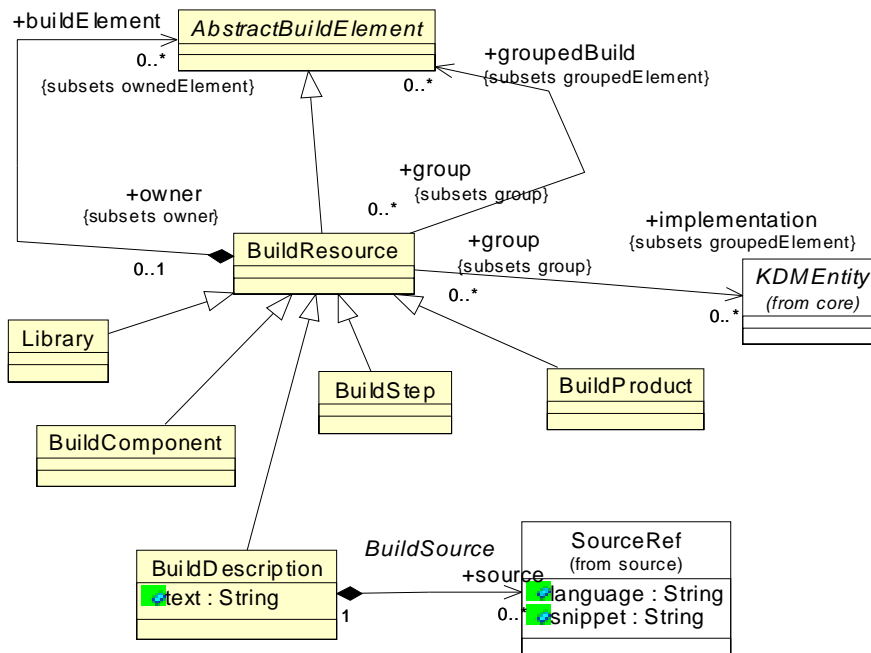 +buildElement
AbstractBuildElement
0..*
{subsets ownedElement}
+groupedBuild
{subsets groupedElement}
0..*
+group
{subsets group}
0..*
+owner
{subsets owner}
0..1
BuildResource
+group
{subsets group}
0..*
+implementation
{subsets groupedElement}
0..*
KDMEntity
(from core)
Library
BuildComponent
BuildStep
BuildProduct
BuildDescription
text : String
1
BuildSource
+source
0..*
SourceRef
(from source)
language : String
snippet : String